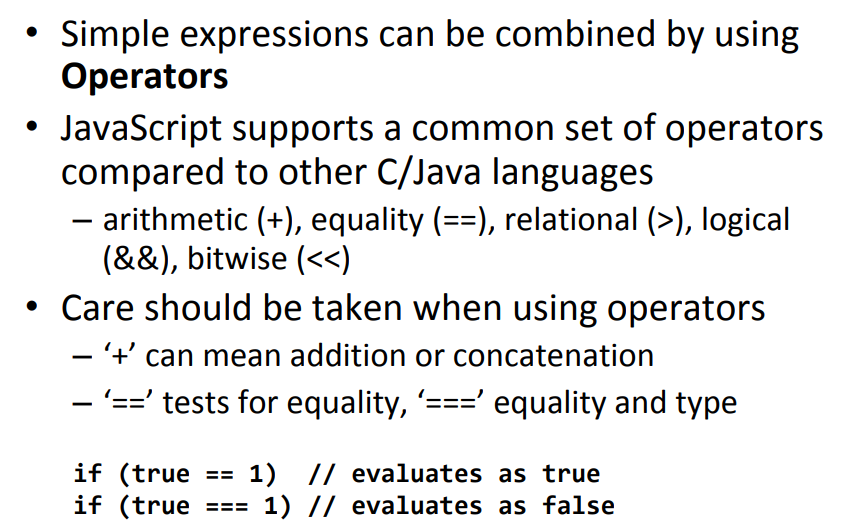 • Simple expressions can be combined by using
Operators
• JavaScript supports a common set of operators
compared to other C/Java languages
– arithmetic (+), equality (==), relational (>), logical
(&&), bitwise (<<)
• Care should be taken when using operators
– ‘+’ can mean addition or concatenation
– ‘==’ tests for equality, ‘===’ equality and type
if (true == 1)  // evaluates as true
if (true === 1) // evaluates as false